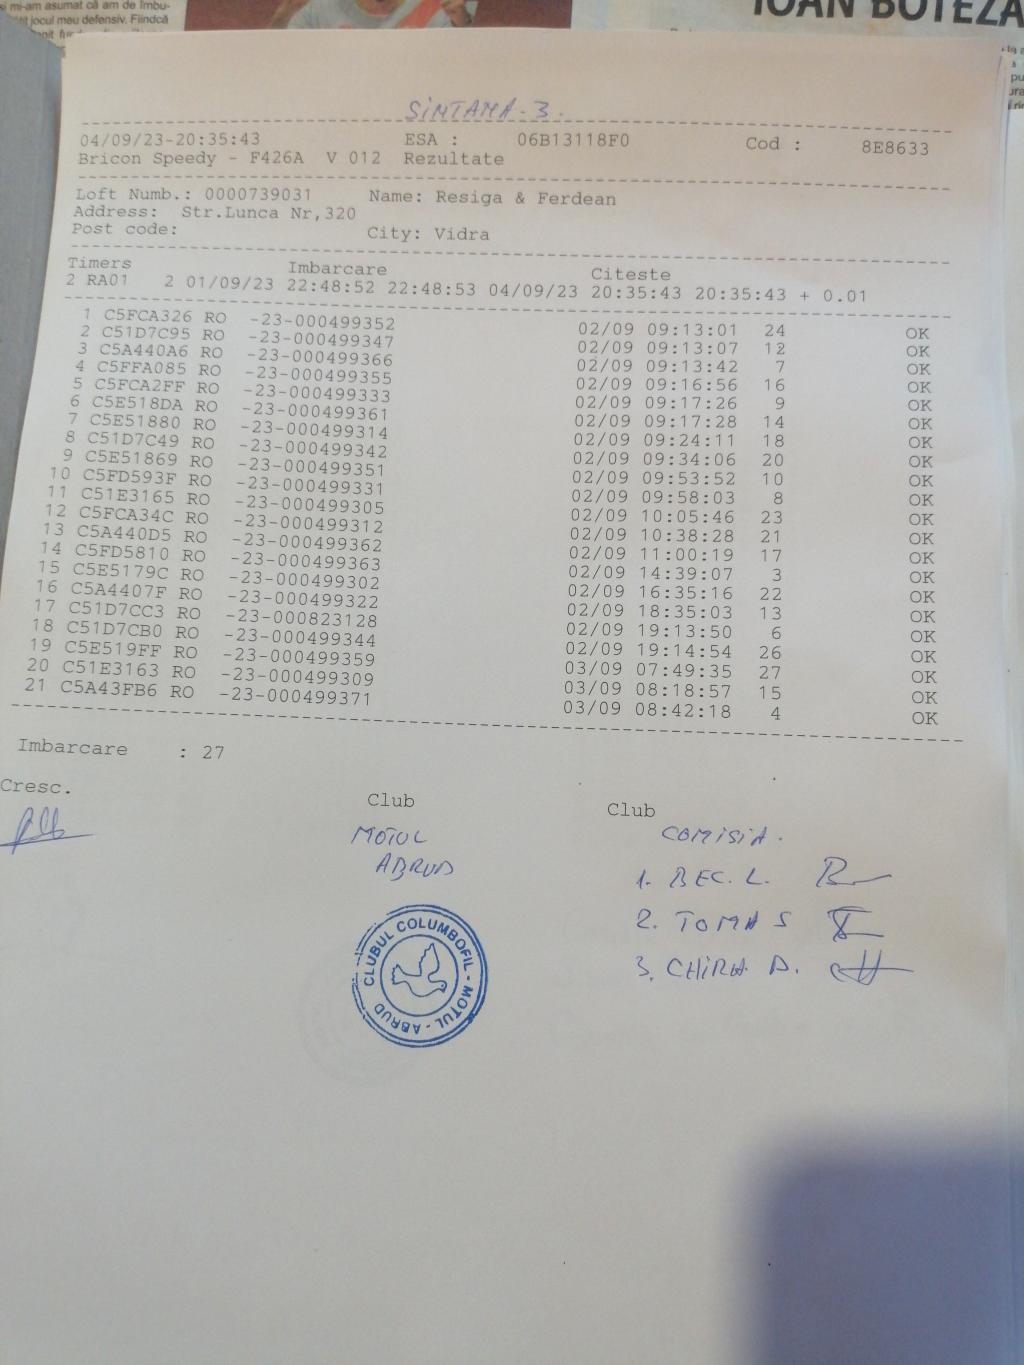 și mi-am asumat că am de îmbu-
jocul meu defensiv. Fiindcă
IOAN BOTEZA
SÎNTAMA-3.
04/09/23-20:35:43 ESA : 06B13118F0 Cod : 8E8633
Bricon Speedy - F426A V 012 Rezultate
Loft Numb.: 0000739031 Name: Resiga & Ferdean
Address: Str.Lunca Nr,320
Post code: City: Vidra
Timers Imbarcare Citeste
2 RA01 2 01/09/23 22:48:52 22:48:53 04/09/23 20:35:43 20:35:43 + 0.01
1 C5FCA326 RO -23-000499352 02/09 09:13:01 24 OK
2 C51D7C95 RO -23-000499347 02/09 09:13:07 12 OK
3 C5A440A6 RO -23-000499366 02/09 09:13:42 7 OK
4 C5FFA085 RO -23-000499355 02/09 09:16:56 16 OK
5 C5FCA2FF RO -23-000499333 02/09 09:17:26 9 OK
6 C5E518DA RO -23-000499361 02/09 09:17:28 14 OK
7 C5E51880 RO -23-000499314 02/09 09:24:11 18 OK
8 C51D7C49 RO -23-000499342 02/09 09:34:06 20 OK
9 C5E51869 RO -23-000499351 02/09 09:53:52 10 OK
10 C5FD593F RO -23-000499331 02/09 09:58:03 8 OK
11 C51E3165 RO -23-000499305 02/09 10:05:46 23 OK
12 C5FCA34C RO -23-000499312 02/09 10:38:28 21 OK
13 C5A440D5 RO -23-000499362 02/09 11:00:19 17 OK
14 C5FD5810 RO -23-000499363 02/09 14:39:07 3 OK
15 C5E5179C RO -23-000499302 02/09 16:35:16 22 OK
16 C5A4407F RO -23-000499322 02/09 18:35:03 13 OK
17 C51D7CC3 RO -23-000823128 02/09 19:13:50 6 OK
18 C51D7CB0 RO -23-000499344 02/09 19:14:54 26 OK
19 C5E519FF RO -23-000499359 03/09 07:49:35 27 OK
20 C51E3163 RO -23-000499309 03/09 08:18:57 15 OK
21 C5A43FB6 RO -23-000499371 03/09 08:42:18 4 OK
Imbarcare : 27
Cresc. Club Club
MOTUL COMISIA.
ABRUD
1. BEC. L.
2. TOMA S
3. CHIRA D.
CLUBUL COLUMBOFIL - MOȚUL - ABRUD